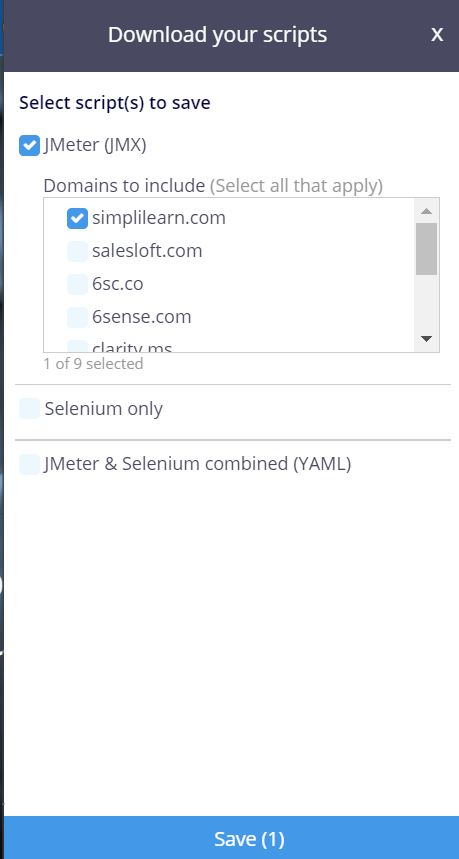 Download your scripts X
Select script(s) to save
JMeter (JMX)
Domains to include (Select all that apply)
simplilearn.com
salesloft.com
6sc.co
6sense.com
clarity.ms
1 of 9 selected
Selenium only
JMeter & Selenium combined (YAML)
Save (1)